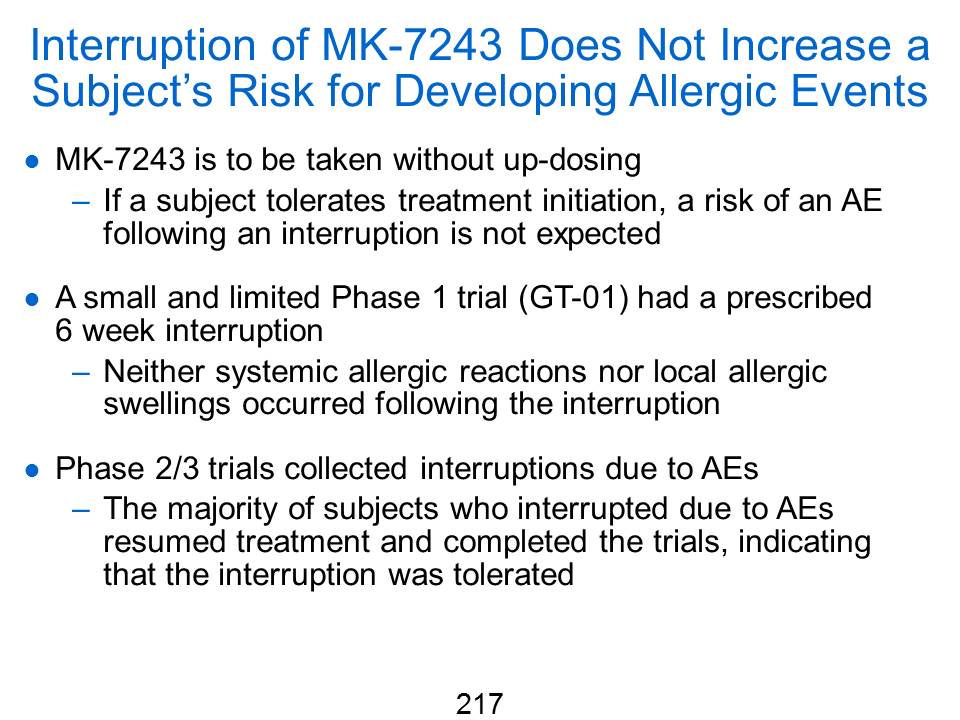 Interruption of MK-7243 Does Not Increase a
Subject’s Risk for Developing Allergic Events
● MK-7243 is to be taken without up-dosing
– If a subject tolerates treatment initiation, a risk of an AE
following an interruption is not expected
● A small and limited Phase 1 trial (GT-01) had a prescribed
6 week interruption
– Neither systemic allergic reactions nor local allergic
swellings occurred following the interruption
● Phase 2/3 trials collected interruptions due to AEs
– The majority of subjects who interrupted due to AEs
resumed treatment and completed the trials, indicating
that the interruption was tolerated
217